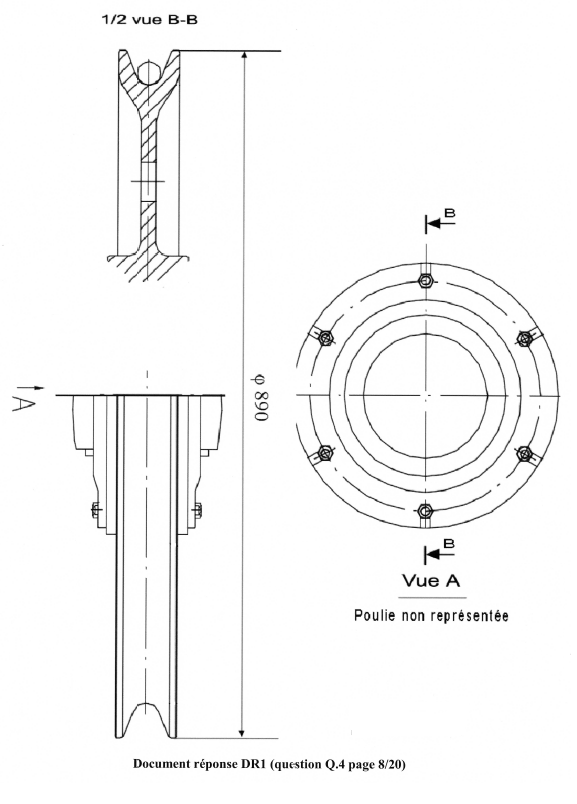 1/2 vue B-B
B
A
φ 890
B
Vue A
Poulie non représentée
Document réponse DR1 (question Q.4 page 8/20)